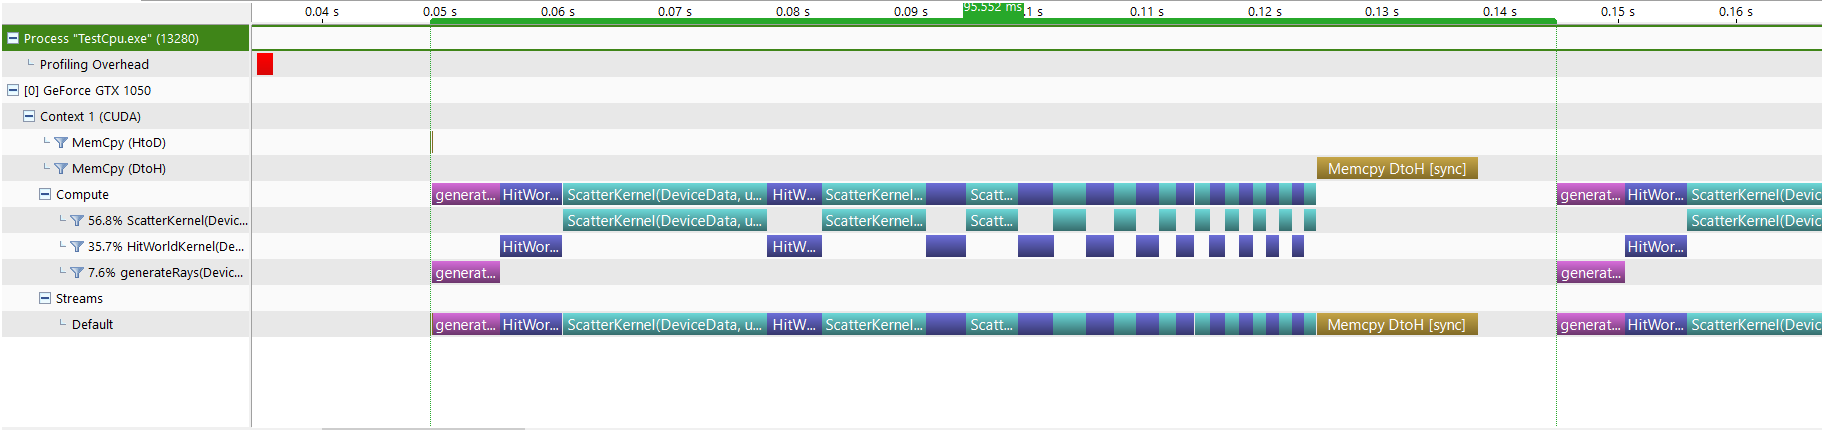 0.04 s 0.05 s 0.06 s 0.07 s 0.08 s 0.09 s 95.552 ms .1 s 0.11 s 0.12 s 0.13 s 0.14 s 0.15 s 0.16 s
Process "TestCpu.exe" (13280)
Profiling Overhead
[0] GeForce GTX 1050
Context 1 (CUDA)
MemCpy (HtoD)
MemCpy (DtoH) Memcpy DtoH [sync]
Compute generat... HitWor... ScatterKernel(DeviceData, u... HitW... ScatterKernel... Scatt... generat... HitWor... ScatterKernel(DeviceData, u
56.8% ScatterKernel(Devic... ScatterKernel(DeviceData, u... ScatterKernel... Scatt... ScatterKernel(Devic
35.7% HitWorldKernel(De... HitWor... HitW... HitWor...
7.6% generateRays(Devic... generat... generat...
Streams
Default generat... HitWor... ScatterKernel(DeviceData, u... HitW... ScatterKernel... Scatt... Memcpy DtoH [sync] generat... HitWor... ScatterKernel(Devic